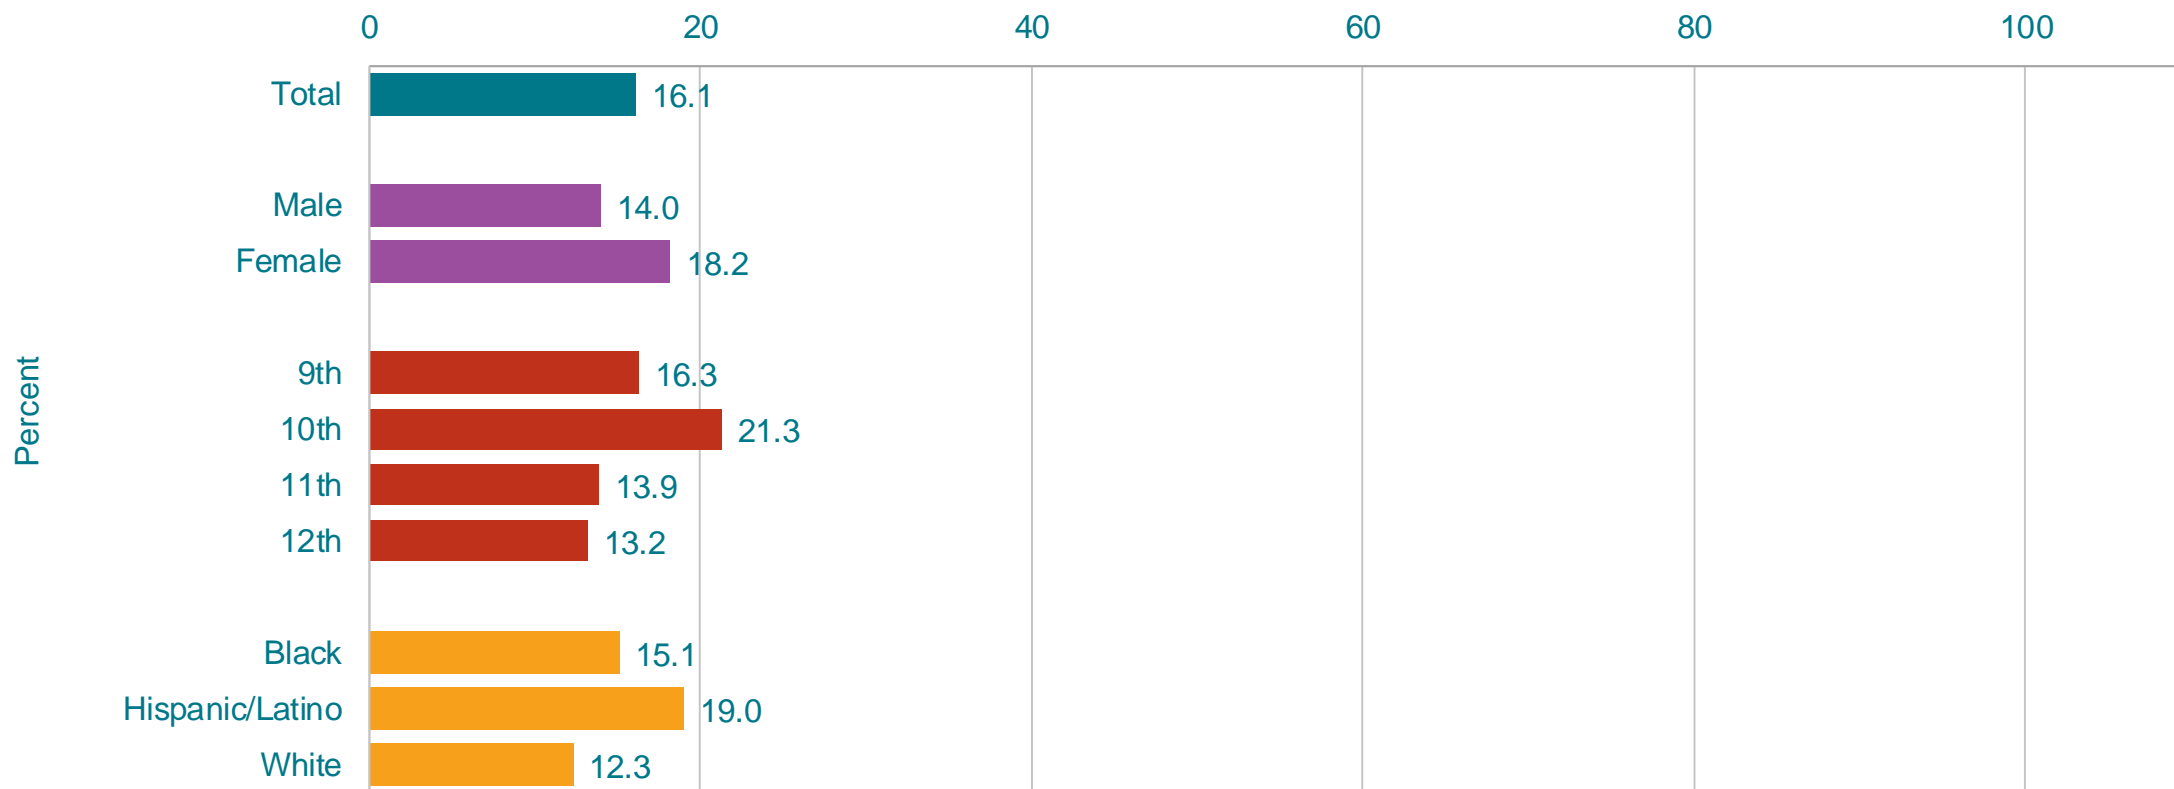 0 20 40 60 80 100
Total 16.1
Male 14.0
Female 18.2
Percent
9th 16.3
10th 21.3
11th 13.9
12th 13.2
Black 15.1
Hispanic/Latino 19.0
White 12.3